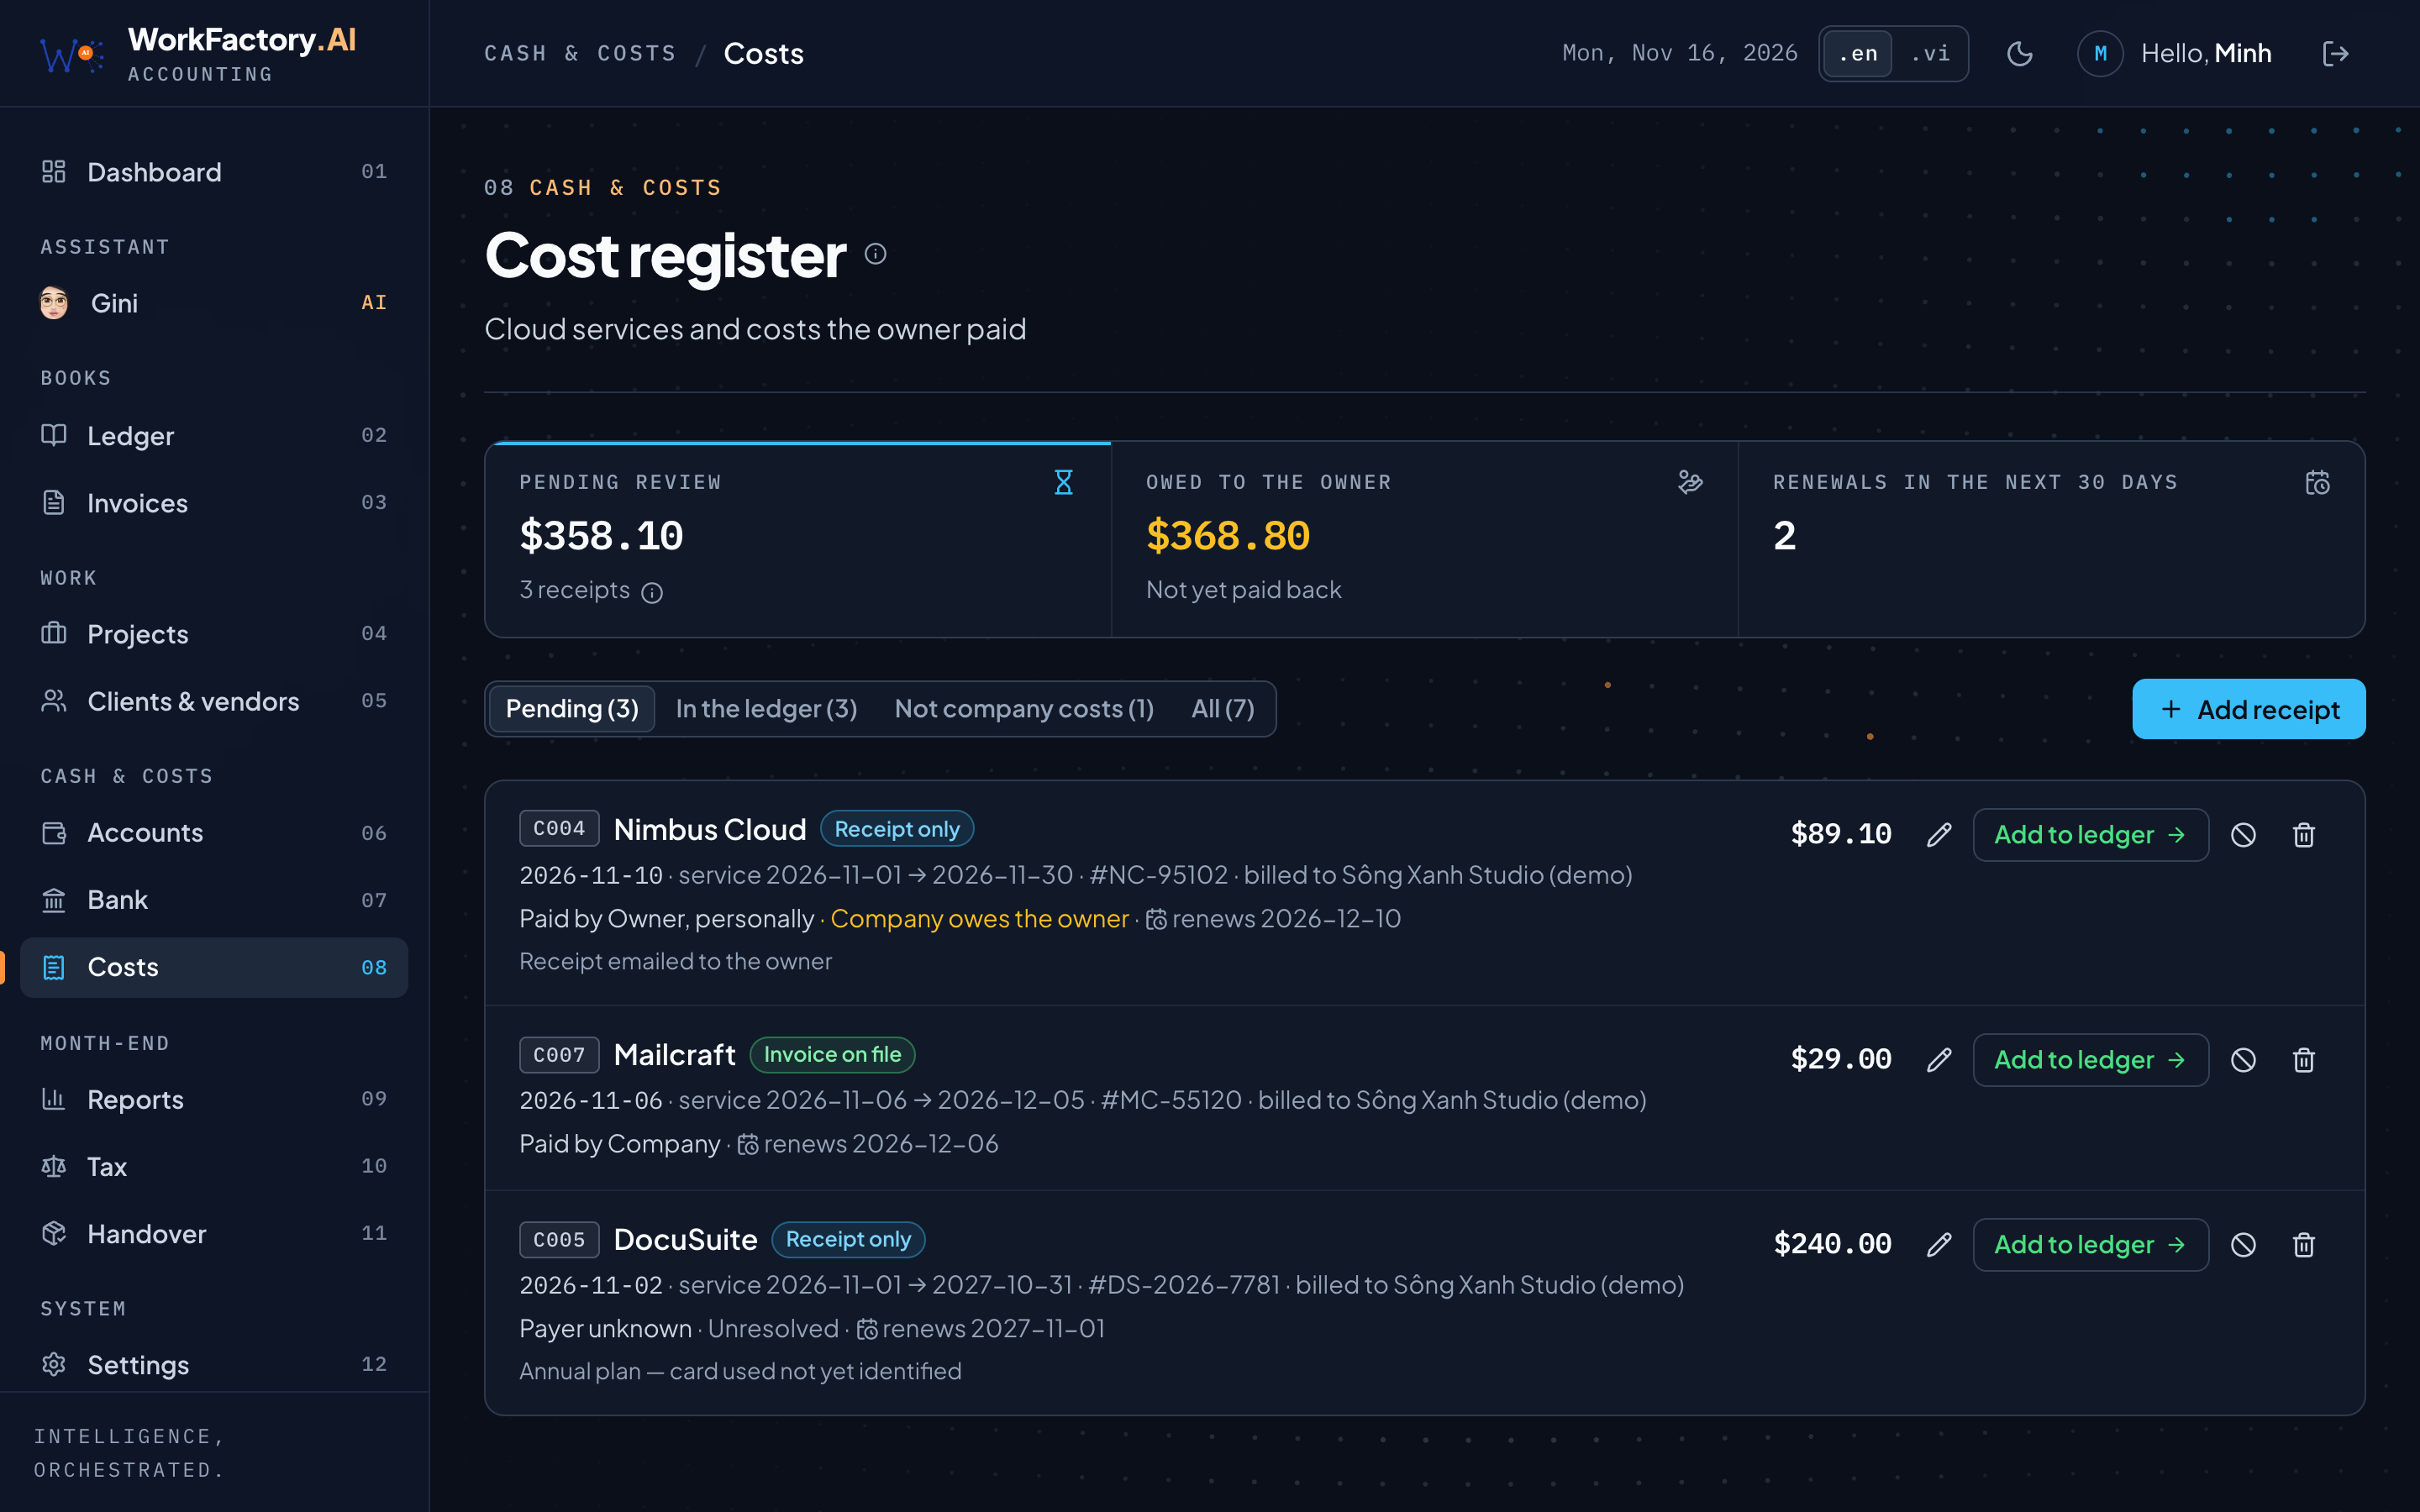 WorkFactory.AI
ACCOUNTING
CASH & COSTS / Costs
Mon, Nov 16, 2026
.en .vi
M
Hello, Minh
Dashboard 01
ASSISTANT
Gini AI
BOOKS
Ledger 02
Invoices 03
WORK
Projects 04
Clients & vendors 05
CASH & COSTS
Accounts 06
Bank 07
Costs 08
MONTH-END
Reports 09
Tax 10
Handover 11
SYSTEM
Settings 12
INTELLIGENCE,
ORCHESTRATED.
08 CASH & COSTS
Cost register
Cloud services and costs the owner paid
PENDING REVIEW
$358.10
3 receipts
OWED TO THE OWNER
$368.80
Not yet paid back
RENEWALS IN THE NEXT 30 DAYS
2
Pending (3) In the ledger (3) Not company costs (1) All (7)
+ Add receipt
C004 Nimbus Cloud Receipt only $89.10 Add to ledger →
2026-11-10 · service 2026-11-01 → 2026-11-30 · #NC-95102 · billed to Sông Xanh Studio (demo)
Paid by Owner, personally · Company owes the owner · renews 2026-12-10
Receipt emailed to the owner
C007 Mailcraft Invoice on file $29.00 Add to ledger →
2026-11-06 · service 2026-11-06 → 2026-12-05 · #MC-55120 · billed to Sông Xanh Studio (demo)
Paid by Company · renews 2026-12-06
C005 DocuSuite Receipt only $240.00 Add to ledger →
2026-11-02 · service 2026-11-01 → 2027-10-31 · #DS-2026-7781 · billed to Sông Xanh Studio (demo)
Payer unknown · Unresolved · renews 2027-11-01
Annual plan — card used not yet identified